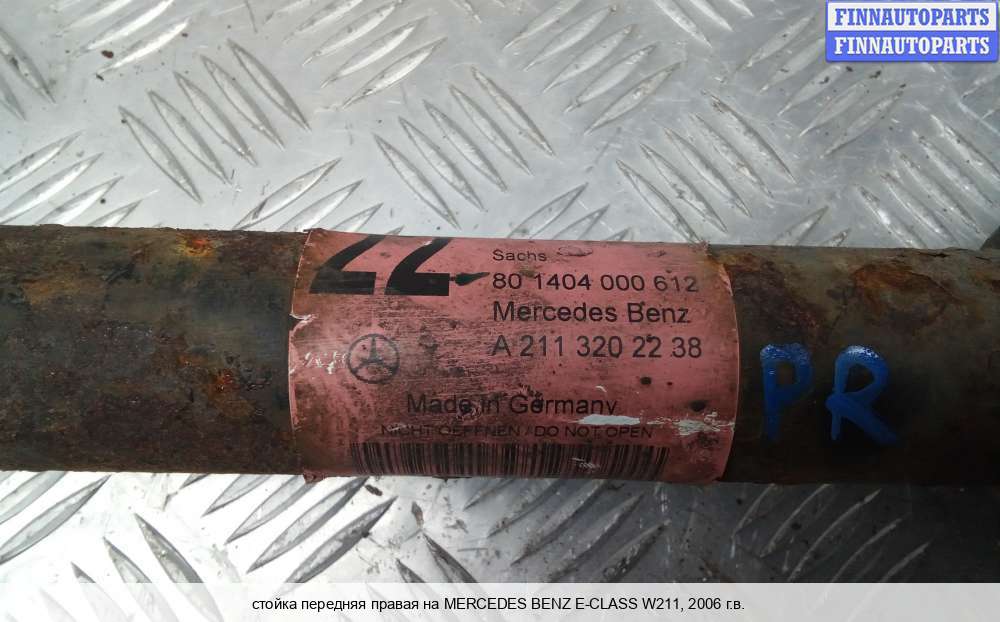 FINNAUTOPARTS
FINNAUTOPARTS
Sachs
80 1404 000 612
Mercedes Benz
A 211 320 22 38
Made in Germany
NICHT OEFFNEN / DO NOT OPEN
PR
стойка передняя правая на MERCEDES BENZ E-CLASS W211, 2006 г.в.